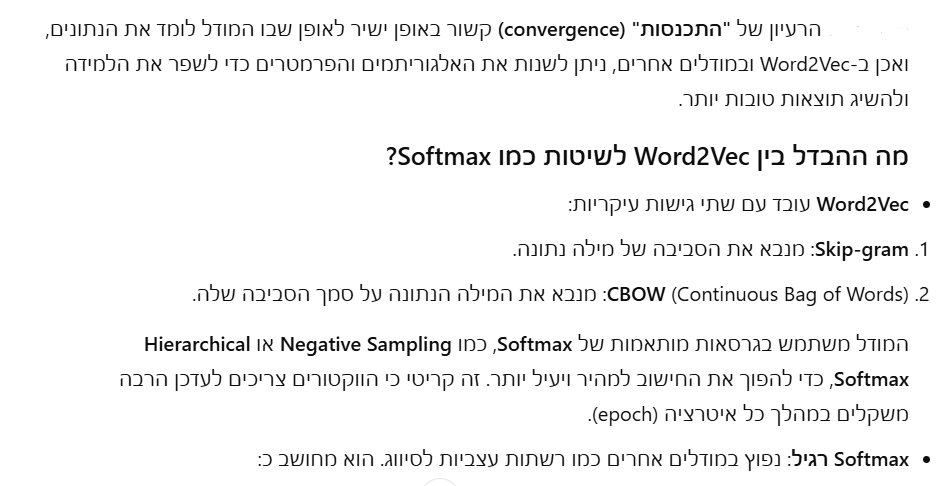 הרעיון של "התכנסות" (convergence) קשור באופן ישיר לאופן שבו המודל לומד את הנתונים,
ואכן ב-Word2Vec ובמודלים אחרים, ניתן לשנות את האלגוריתמים והפרמטרים כדי לשפר את הלמידה
ולהשיג תוצאות טובות יותר.
מה ההבדל בין Word2Vec לשיטות כמו Softmax?
• Word2Vec עובד עם שתי גישות עיקריות:
1. Skip-gram: מנבא את הסביבה של מילה נתונה.
2. CBOW (Continuous Bag of Words): מנבא את המילה הנתונה על סמך הסביבה שלה.
המודל משתמש בגרסאות מותאמות של Softmax, כמו Negative Sampling או Hierarchical
Softmax, כדי להפוך את החישוב למהיר ויעיל יותר. זה קריטי כי הווקטורים צריכים לעדכן הרבה
משקלים במהלך כל איטרציה (epoch).
• Softmax רגיל: נפוץ במודלים אחרים כמו רשתות עצביות לסיווג. הוא מחושב כ: